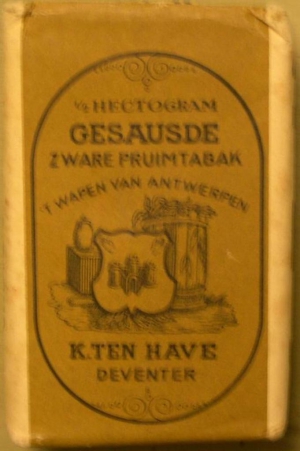 ½ HECTOGRAM
GESAUSDE
ZWARE PRUIMTABAK
'T WAPEN VAN ANTWERPEN
K. TEN HAVE
DEVENTER